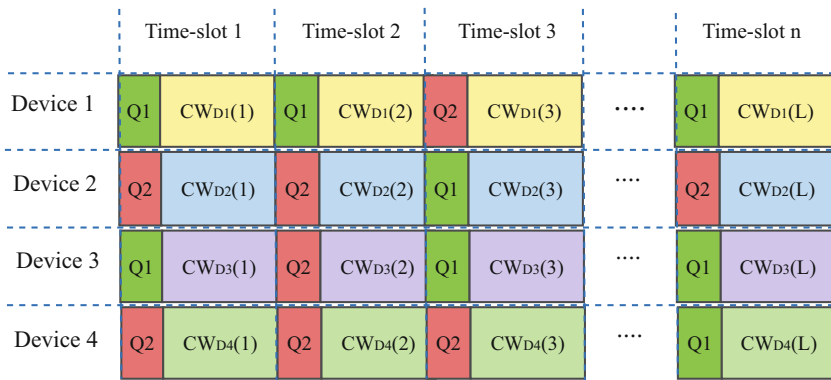 Time-slot 1 Time-slot 2 Time-slot 3 Time-slot n
Device 1 Q1 CWD1(1) Q1 CWD1(2) Q2 CWD1(3) .... Q1 CWD1(L)
Device 2 Q2 CWD2(1) Q2 CWD2(2) Q1 CWD2(3) .... Q2 CWD2(L)
Device 3 Q1 CWD3(1) Q2 CWD3(2) Q1 CWD3(3) .... Q1 CWD3(L)
Device 4 Q2 CWD4(1) Q2 CWD4(2) Q2 CWD4(3) .... Q1 CWD4(L)